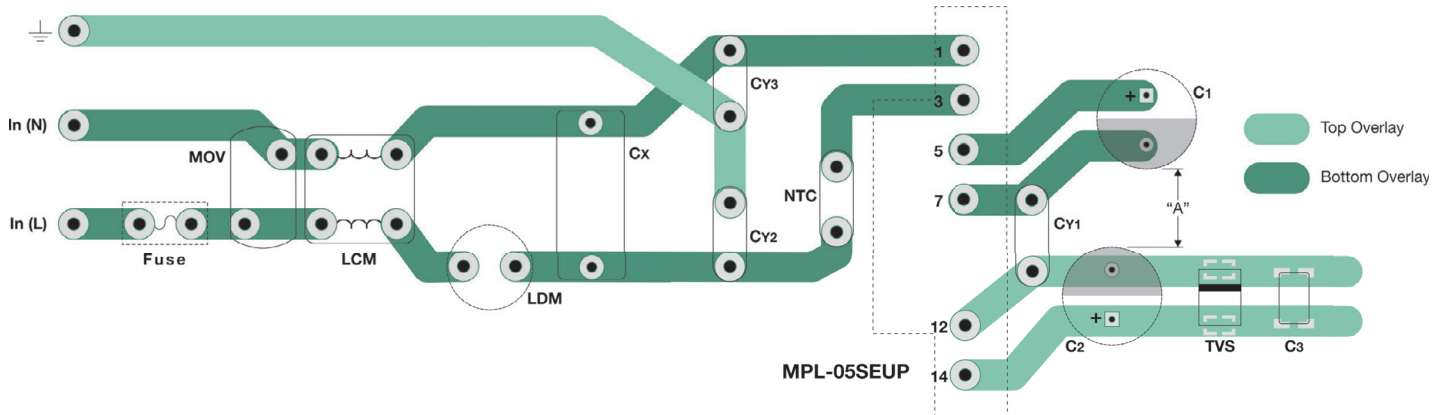 In (N)
In (L)
MOV
Fuse
LCM
LDM
CX
CY3
CY2
NTC
1
3
5
7
12
14
MPL-05SEUP
CY1
+
C1
"A"
+
C2
TVS
C3
Top Overlay
Bottom Overlay